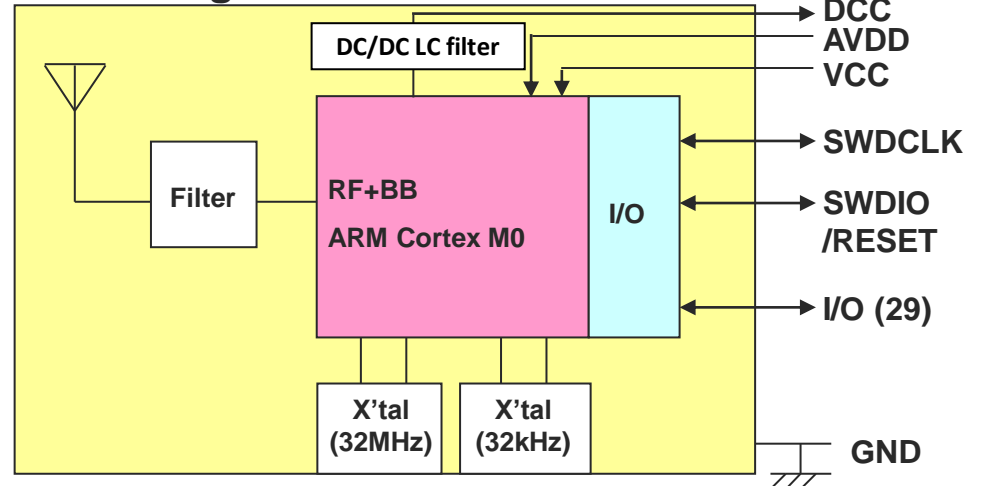 DCC
DC/DC LC filter
AVDD
VCC
SWDCLK
Filter
RF+BB
ARM Cortex M0
I/O
SWDIO
/RESET
I/O (29)
X'tal
(32MHz)
X'tal
(32kHz)
GND